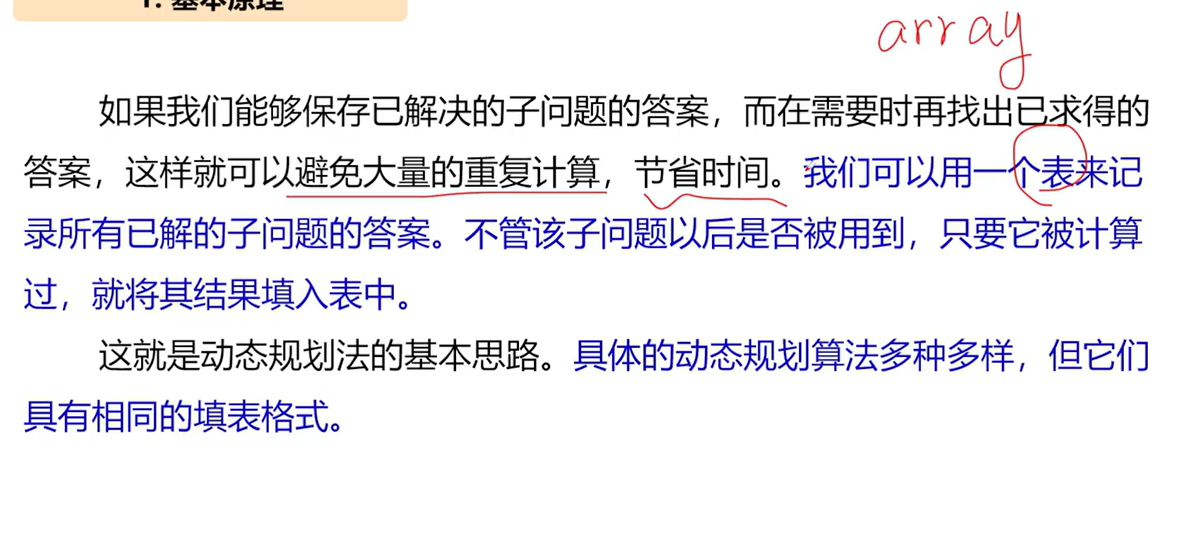 1. 基本原理
array
如果我们能够保存已解决的子问题的答案，而在需要时再找出已求得的
答案，这样就可以避免大量的重复计算，节省时间。我们可以用一个表来记
录所有已解的子问题的答案。不管该子问题以后是否被用到，只要它被计算
过，就将其结果填入表中。
这就是动态规划法的基本思路。具体的动态规划算法多种多样，但它们
具有相同的填表格式。